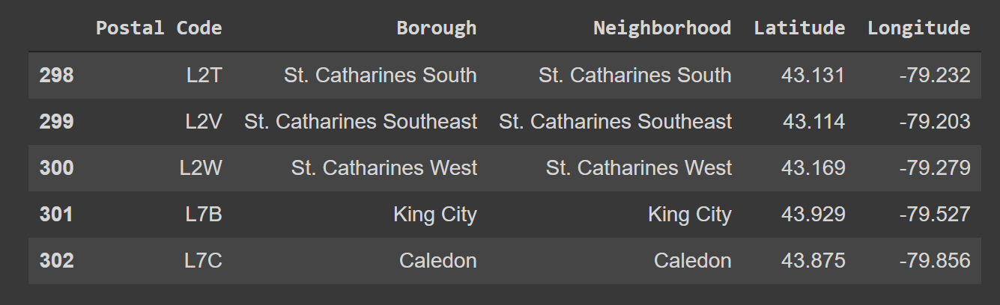 Postal Code Borough Neighborhood Latitude Longitude
298 L2T St. Catharines South St. Catharines South 43.131 -79.232
299 L2V St. Catharines Southeast St. Catharines Southeast 43.114 -79.203
300 L2W St. Catharines West St. Catharines West 43.169 -79.279
301 L7B King City King City 43.929 -79.527
302 L7C Caledon Caledon 43.875 -79.856